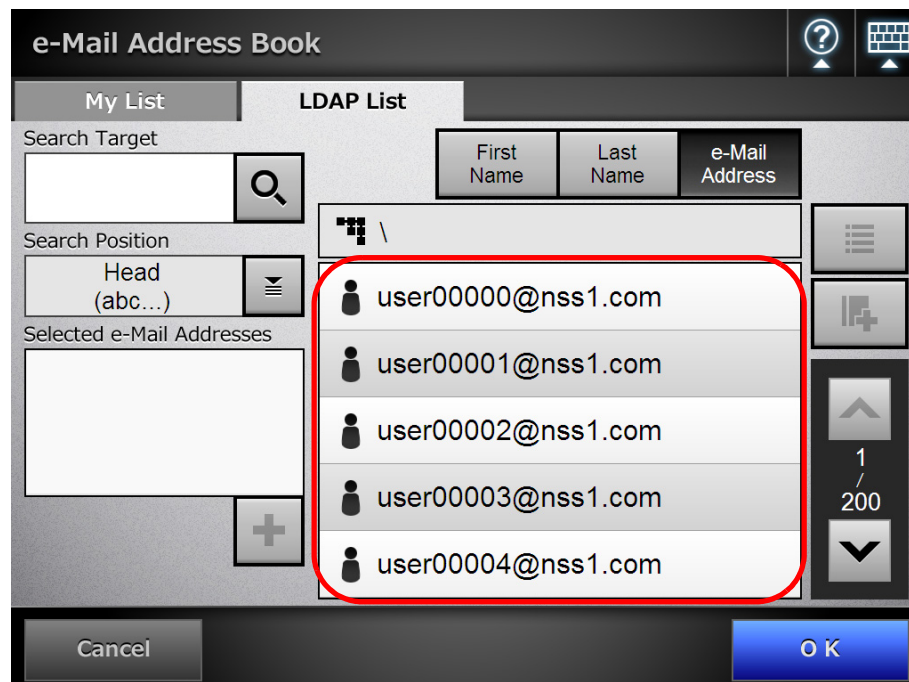 e-Mail Address Book
My List
LDAP List
Search Target
First
Name
Last
Name
e-Mail
Address
\
Search Position
Head
(abc...)
Selected e-Mail Addresses
user00000@nss1.com
user00001@nss1.com
user00002@nss1.com
user00003@nss1.com
user00004@nss1.com
1
/
200
Cancel
OK